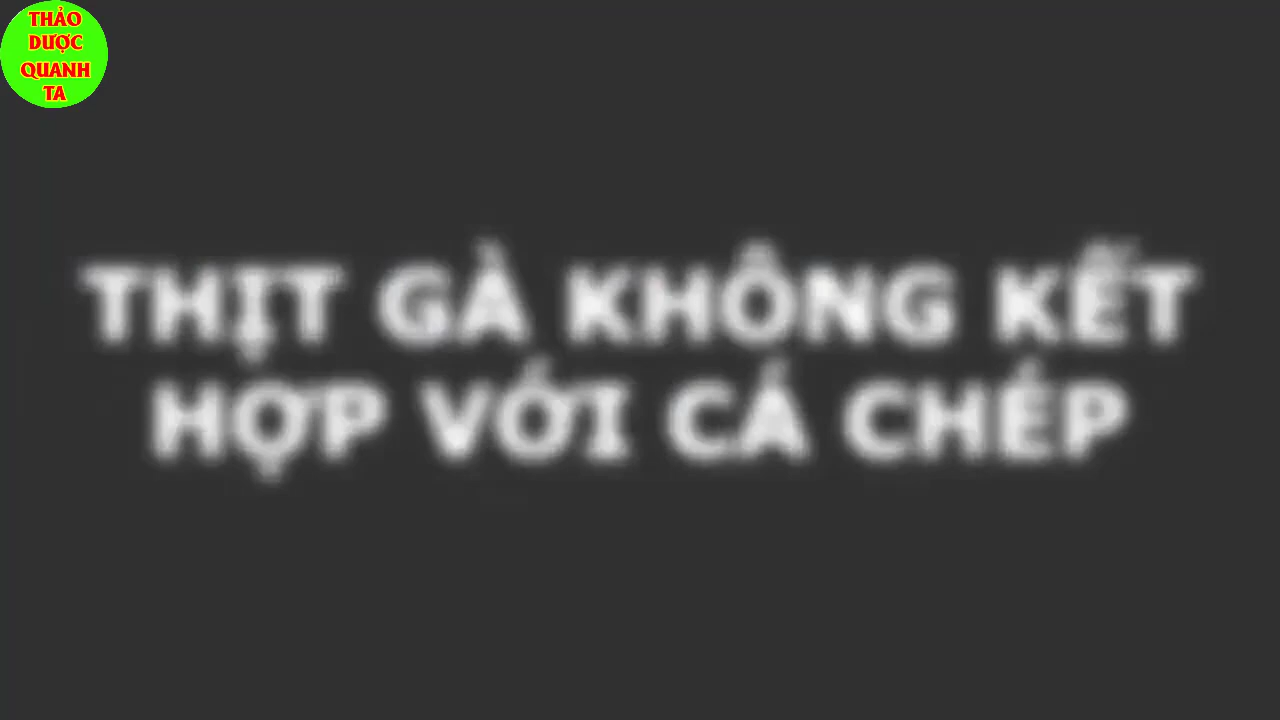 THẢO
DƯỢC
QUANH
TA
THỊT GÀ KHÔNG KẾT
HỢP VỚI CÁ CHÉP